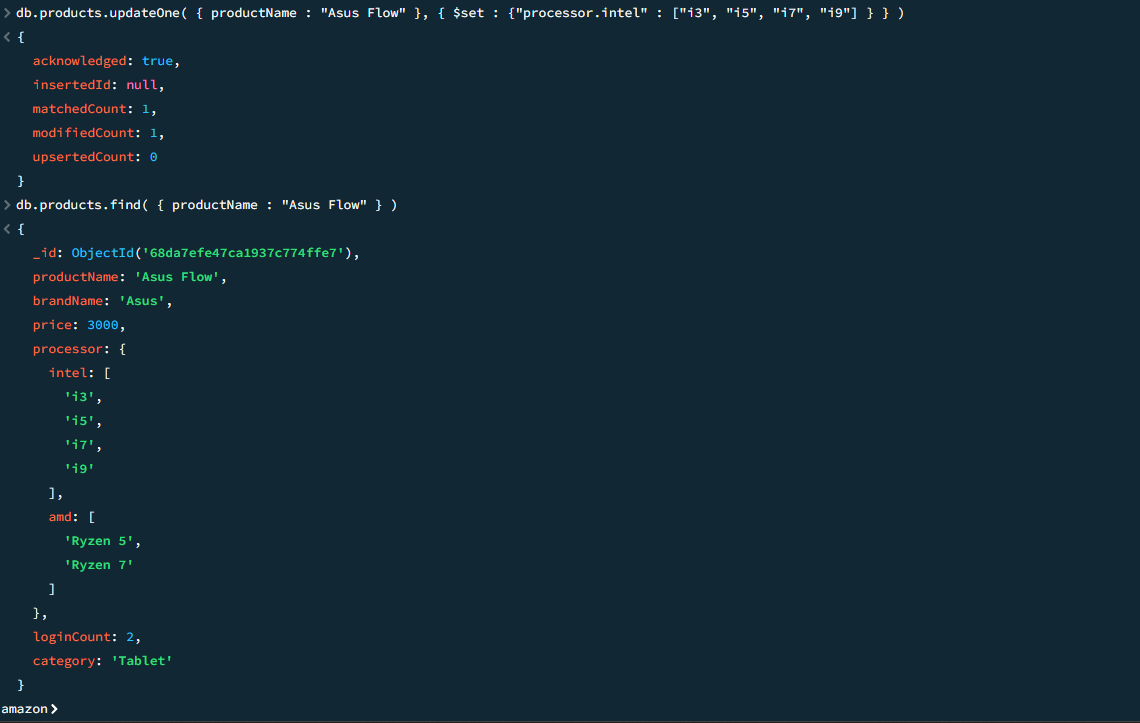 > db.products.updateOne( { productName : "Asus Flow" }, { $set : {"processor.intel" : ["i3", "i5", "i7", "i9"] } } )
< {
acknowledged: true,
insertedId: null,
matchedCount: 1,
modifiedCount: 1,
upsertedCount: 0
}
> db.products.find( { productName : "Asus Flow" } )
< {
_id: ObjectId('68da7efe47ca1937c774ffe7'),
productName: 'Asus Flow',
brandName: 'Asus',
price: 3000,
processor: {
intel: [
'i3',
'i5',
'i7',
'i9'
],
amd: [
'Ryzen 5',
'Ryzen 7'
]
},
loginCount: 2,
category: 'Tablet'
}
amazon>